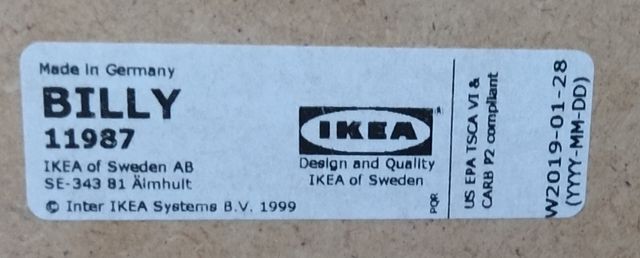 Made in Germany
BILLY
11987
IKEA of Sweden AB
SE-343 81 Älmhult
© Inter IKEA Systems B.V. 1999
IKEA
Design and Quality
IKEA of Sweden
PQR
US EPA TSCA VI &
CARB P2 compliant
W2019-01-28
(YYYY-MM-DD)